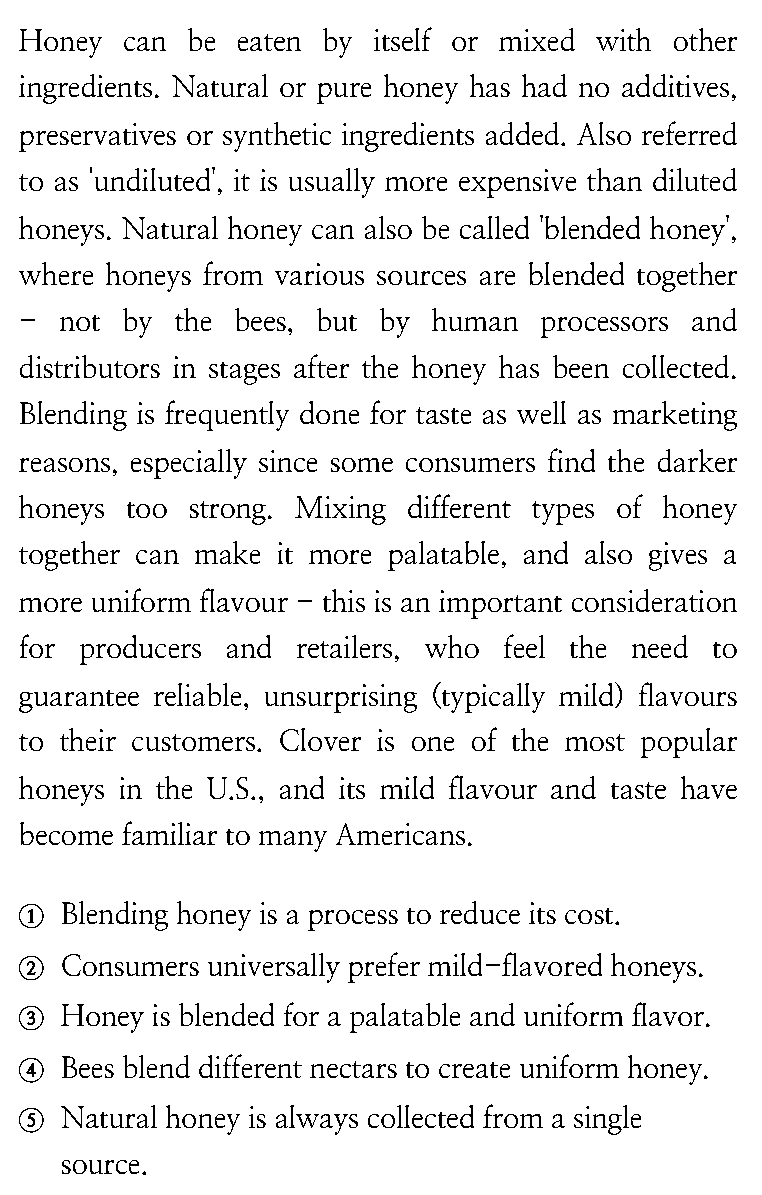 Honey can be eaten by itself or mixed with other
ingredients. Natural or pure honey has had no additives,
preservatives or synthetic ingredients added. Also referred
to as 'undiluted', it is usually more expensive than diluted
honeys. Natural honey can also be called 'blended honey',
where honeys from various sources are blended together
- not by the bees, but by human processors and
distributors in stages after the honey has been collected.
Blending is frequently done for taste as well as marketing
reasons, especially since some consumers find the darker
honeys too strong. Mixing different types of honey
together can make it more palatable, and also gives a
more uniform flavour - this is an important consideration
for producers and retailers, who feel the need to
guarantee reliable, unsurprising (typically mild) flavours
to their customers. Clover is one of the most popular
honeys in the U.S., and its mild flavour and taste have
become familiar to many Americans.
① Blending honey is a process to reduce its cost.
② Consumers universally prefer mild-flavored honeys.
③ Honey is blended for a palatable and uniform flavor.
④ Bees blend different nectars to create uniform honey.
⑤ Natural honey is always collected from a single
source.